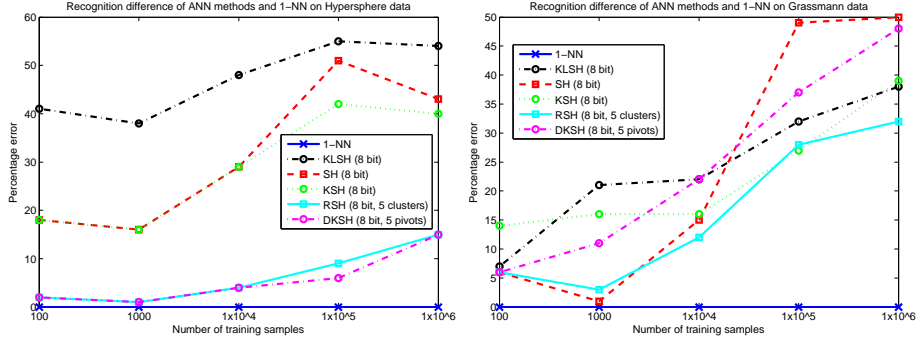 Recognition difference of ANN methods and 1−NN on Hypersphere data
60
50
40
30
20
10
0
Percentage error
100
1000
1x10^4
1x10^5
1x10^6
Number of training samples
1−NN
KLSH (8 bit)
SH (8 bit)
KSH (8 bit)
RSH (8 bit, 5 clusters)
DKSH (8 bit, 5 pivots)
Recognition difference of ANN methods and 1−NN on Grassmann data
50
45
40
35
30
25
20
15
10
5
0
Percentage error
100
1000
1x10^4
1x10^5
1x10^6
Number of training samples
1−NN
KLSH (8 bit)
SH (8 bit)
KSH (8 bit)
RSH (8 bit, 5 clusters)
DKSH (8 bit, 5 pivots)